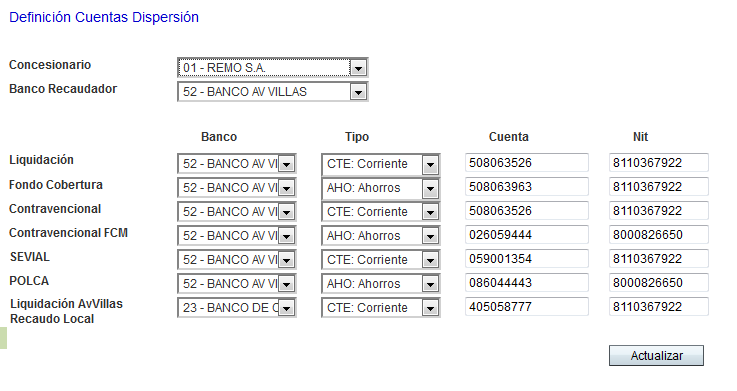 Definición Cuentas Dispersión
Concesionario 01 - REMO S.A.
Banco Recaudador 52 - BANCO AV VILLAS
Banco Tipo Cuenta Nit
Liquidación 52 - BANCO AV VI CTE: Corriente 508063526 8110367922
Fondo Cobertura 52 - BANCO AV VI AHO: Ahorros 508063963 8110367922
Contravencional 52 - BANCO AV VI CTE: Corriente 508063526 8110367922
Contravencional FCM 52 - BANCO AV VI AHO: Ahorros 026059444 8000826650
SEVIAL 52 - BANCO AV VI CTE: Corriente 059001354 8110367922
POLCA 52 - BANCO AV VI AHO: Ahorros 086044443 8000826650
Liquidación AvVillas 23 - BANCO DE C CTE: Corriente 405058777 8110367922
Recaudo Local
Actualizar